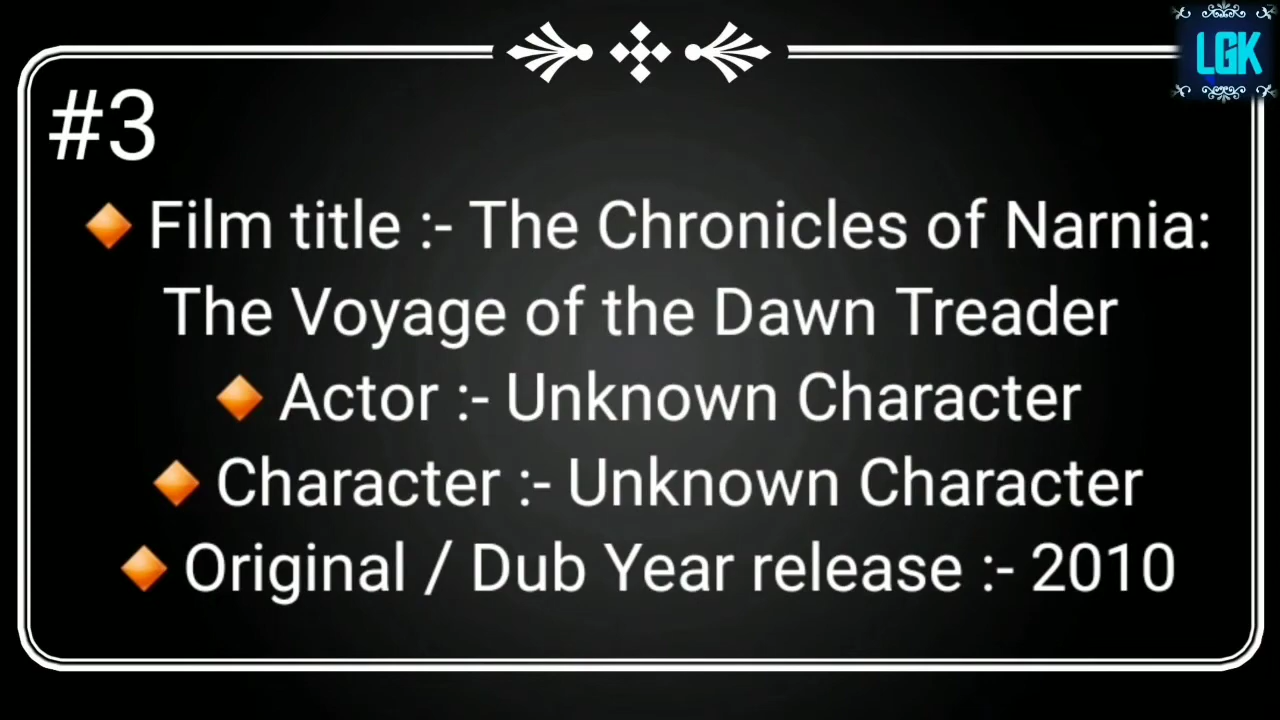 LGK
#3
🔸Film title :- The Chronicles of Narnia:
The Voyage of the Dawn Treader
🔸Actor :- Unknown Character
🔸Character :- Unknown Character
🔸Original / Dub Year release :- 2010